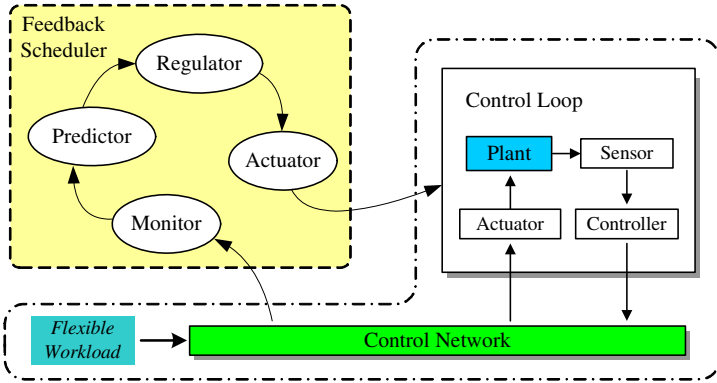 Feedback
Scheduler
Regulator
Predictor
Actuator
Monitor
Control Loop
Plant
Sensor
Actuator
Controller
Flexible
Workload
Control Network